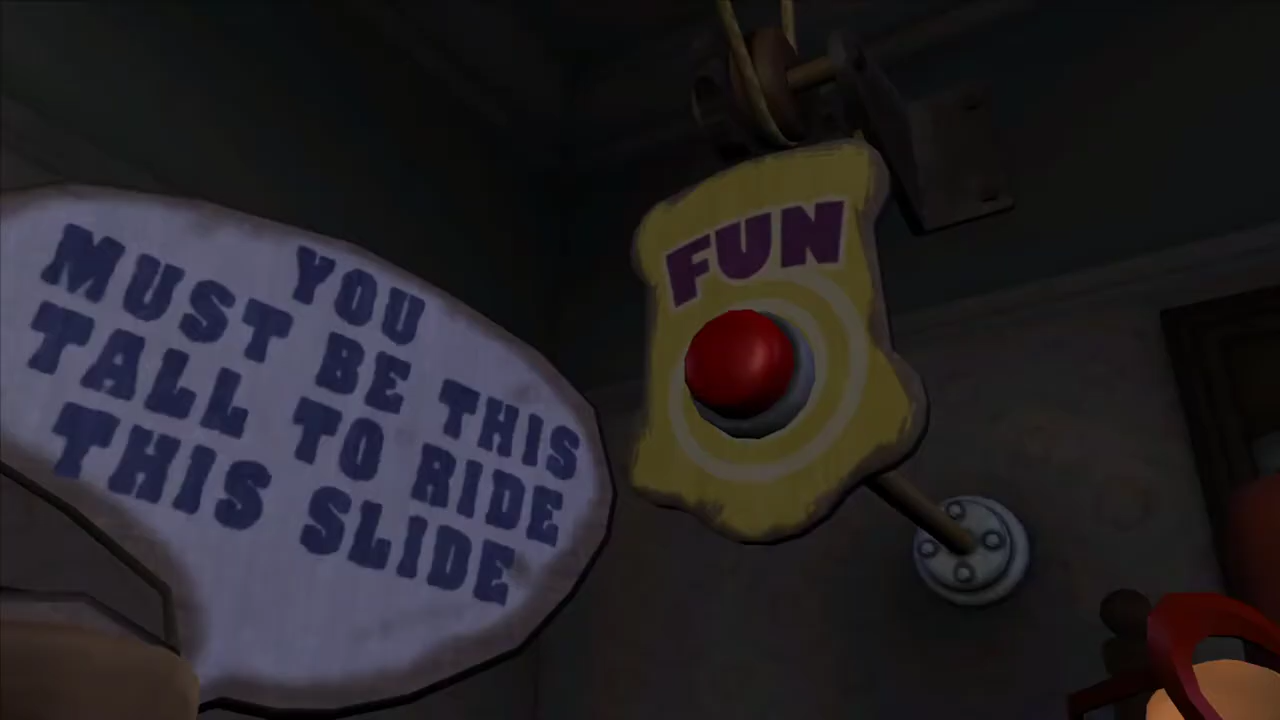 YOU
MUST BE THIS
TALL TO RIDE
THIS SLIDE
FUN